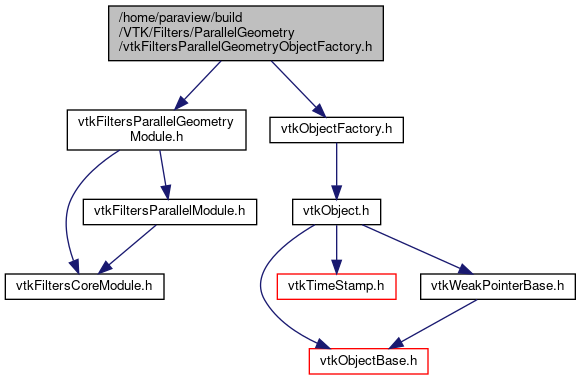 /home/paraview/build
/VTK/Filters/ParallelGeometry
/vtkFiltersParallelGeometryObjectFactory.h
vtkFiltersParallelGeometry
Module.h
vtkObjectFactory.h
vtkFiltersParallelModule.h
vtkObject.h
vtkFiltersCoreModule.h
vtkTimeStamp.h
vtkWeakPointerBase.h
vtkObjectBase.h